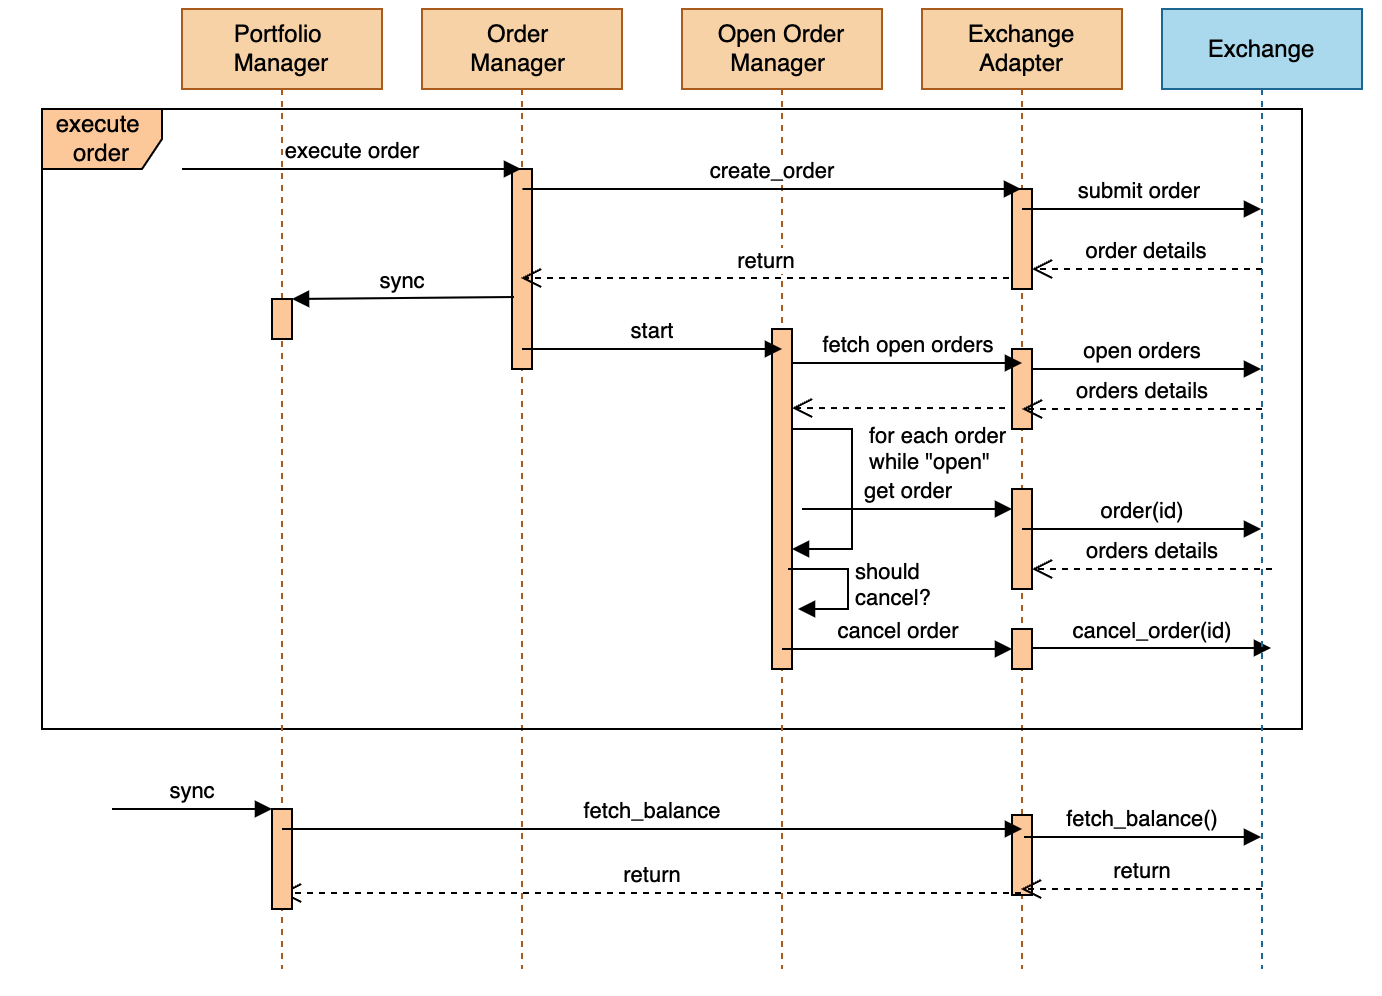 Portfolio
Manager
Order
Manager
Open Order
Manager
Exchange
Adapter
Exchange
execute
order
execute order
create_order
submit order
order details
return
sync
start
fetch open orders
open orders
orders details
for each order
while "open"
get order
order(id)
orders details
should
cancel?
cancel order
cancel_order(id)
sync
fetch_balance
fetch_balance()
return
return